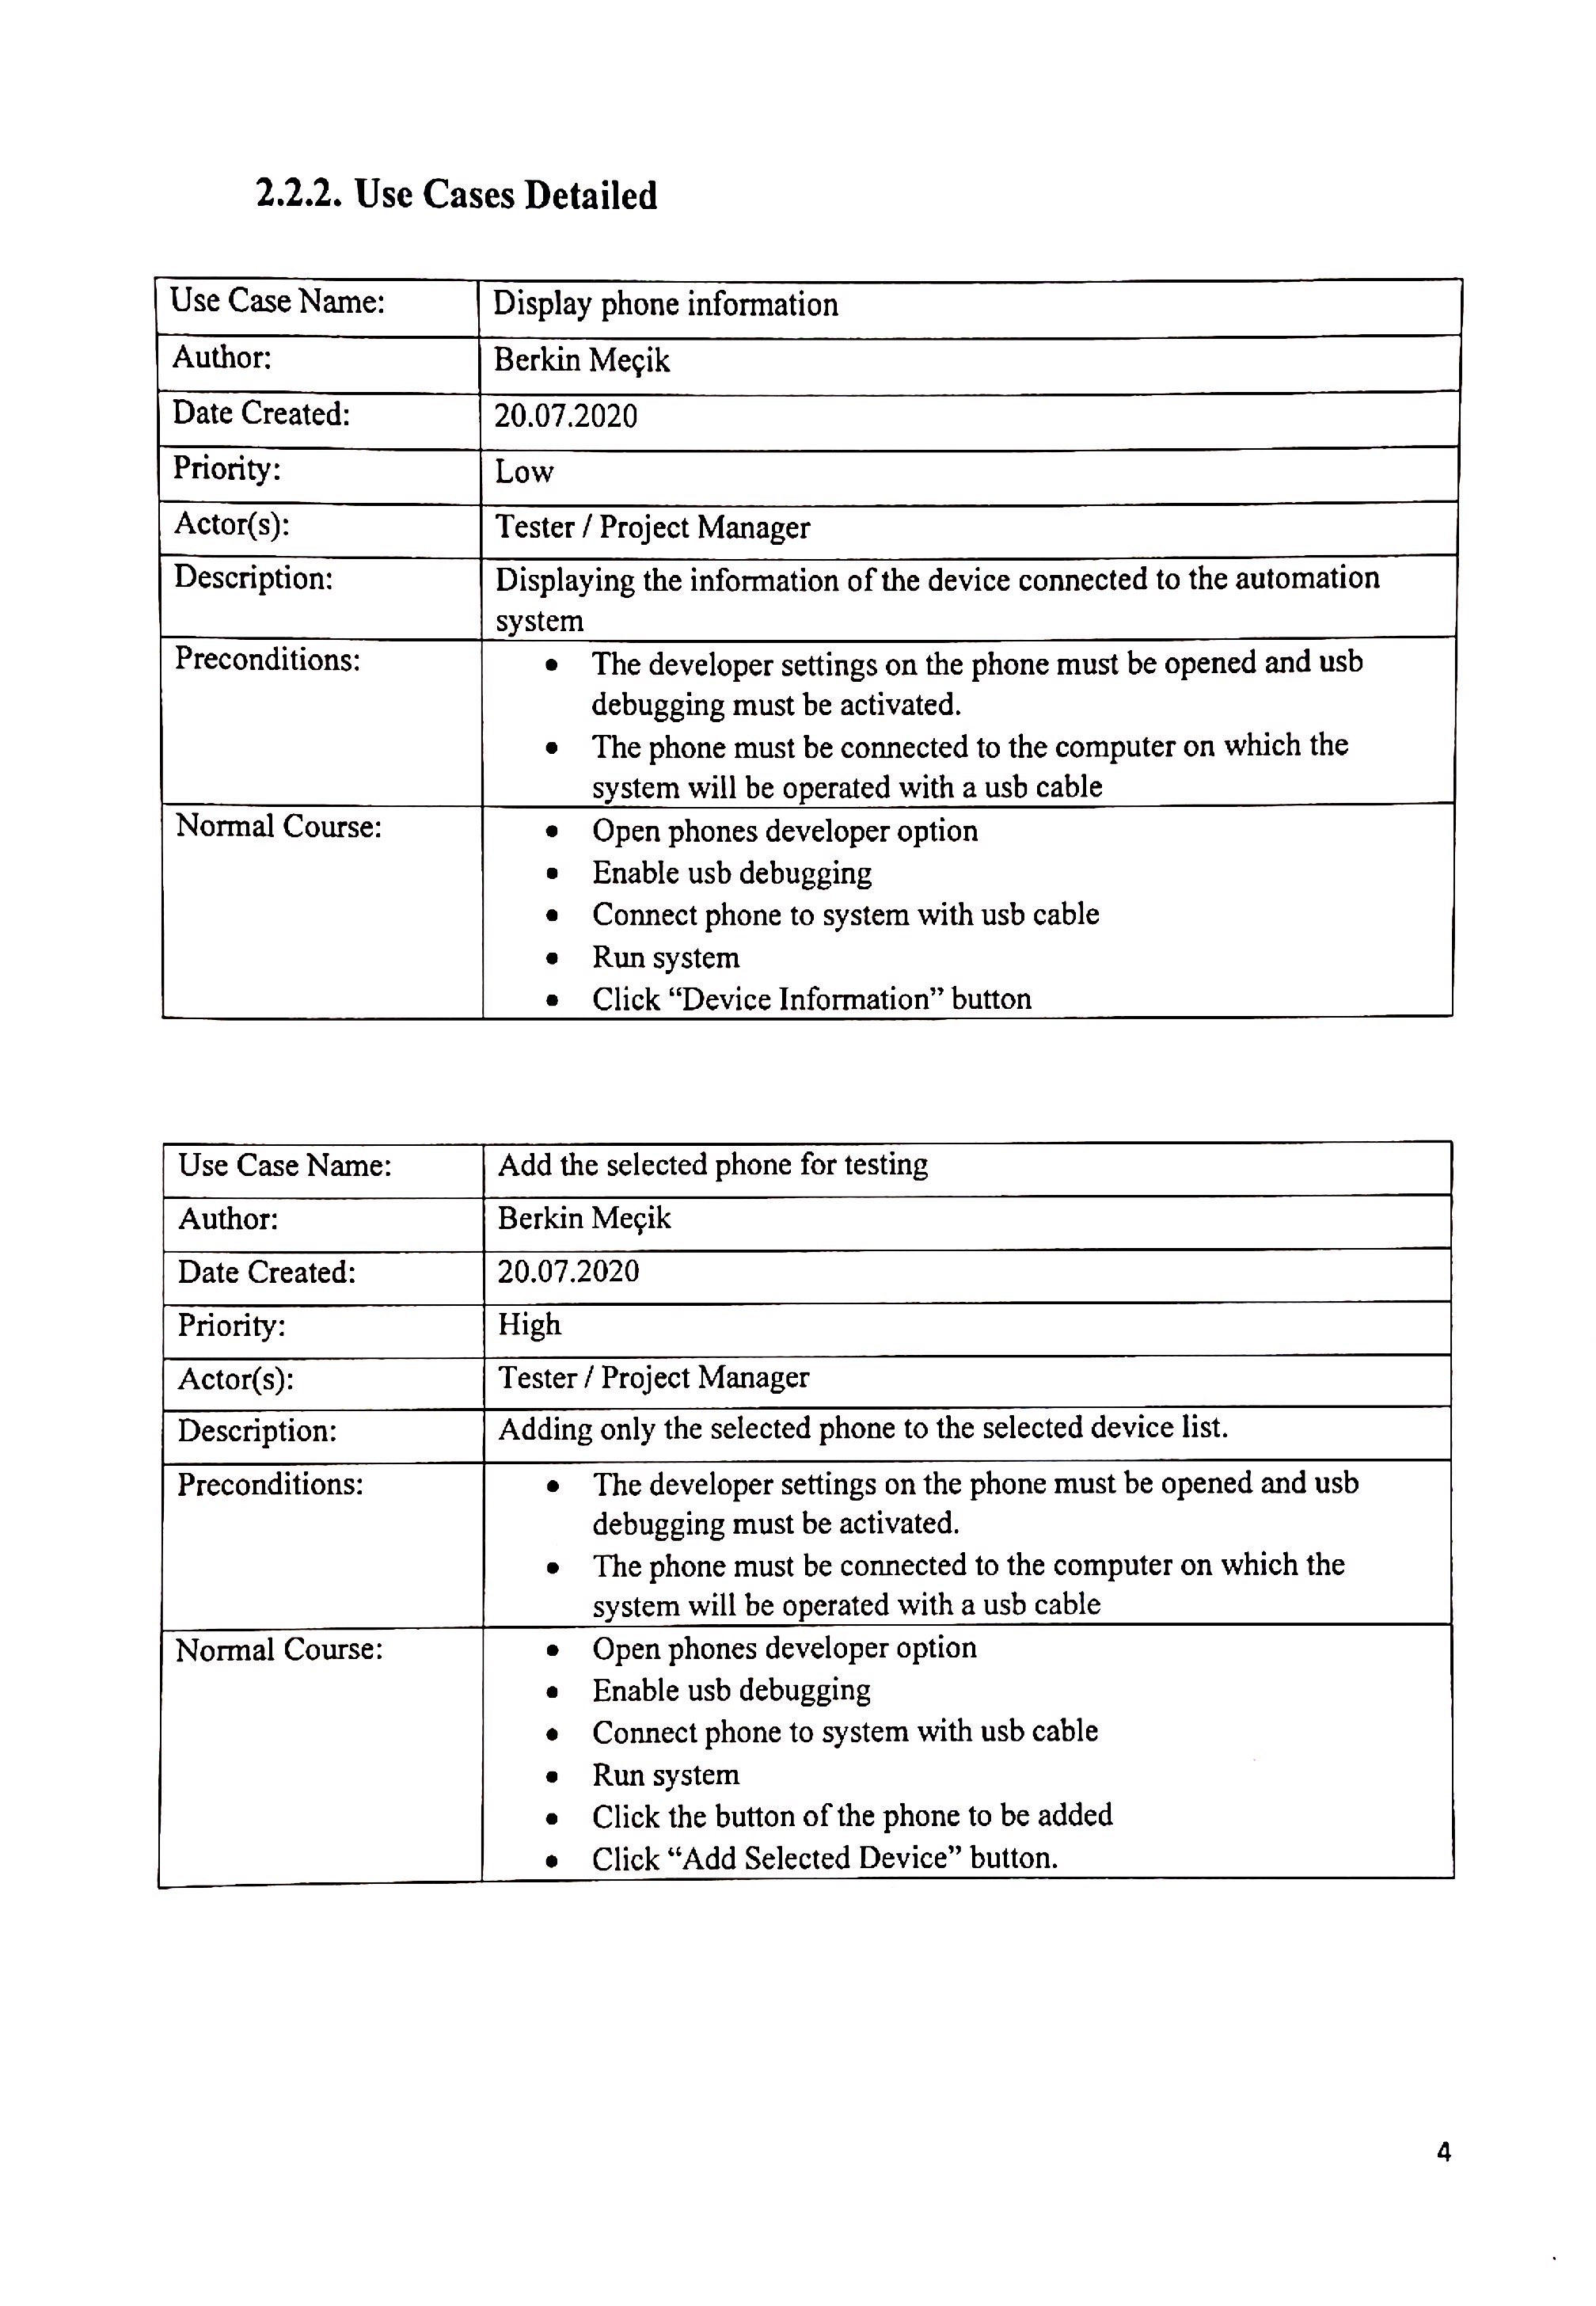 2.2.2. Use Cases Detailed
Use Case Name: Display phone information
Author: Berkin Meçik
Date Created: 20.07.2020
Priority: Low
Actor(s): Tester / Project Manager
Description: Displaying the information of the device connected to the automation
system
Preconditions: • The developer settings on the phone must be opened and usb
debugging must be activated.
• The phone must be connected to the computer on which the
system will be operated with a usb cable
Normal Course: • Open phones developer option
• Enable usb debugging
• Connect phone to system with usb cable
• Run system
• Click “Device Information” button
Use Case Name: Add the selected phone for testing
Author: Berkin Meçik
Date Created: 20.07.2020
Priority: High
Actor(s): Tester / Project Manager
Description: Adding only the selected phone to the selected device list.
Preconditions: • The developer settings on the phone must be opened and usb
debugging must be activated.
• The phone must be connected to the computer on which the
system will be operated with a usb cable
Normal Course: • Open phones developer option
• Enable usb debugging
• Connect phone to system with usb cable
• Run system
• Click the button of the phone to be added
• Click “Add Selected Device” button.
4